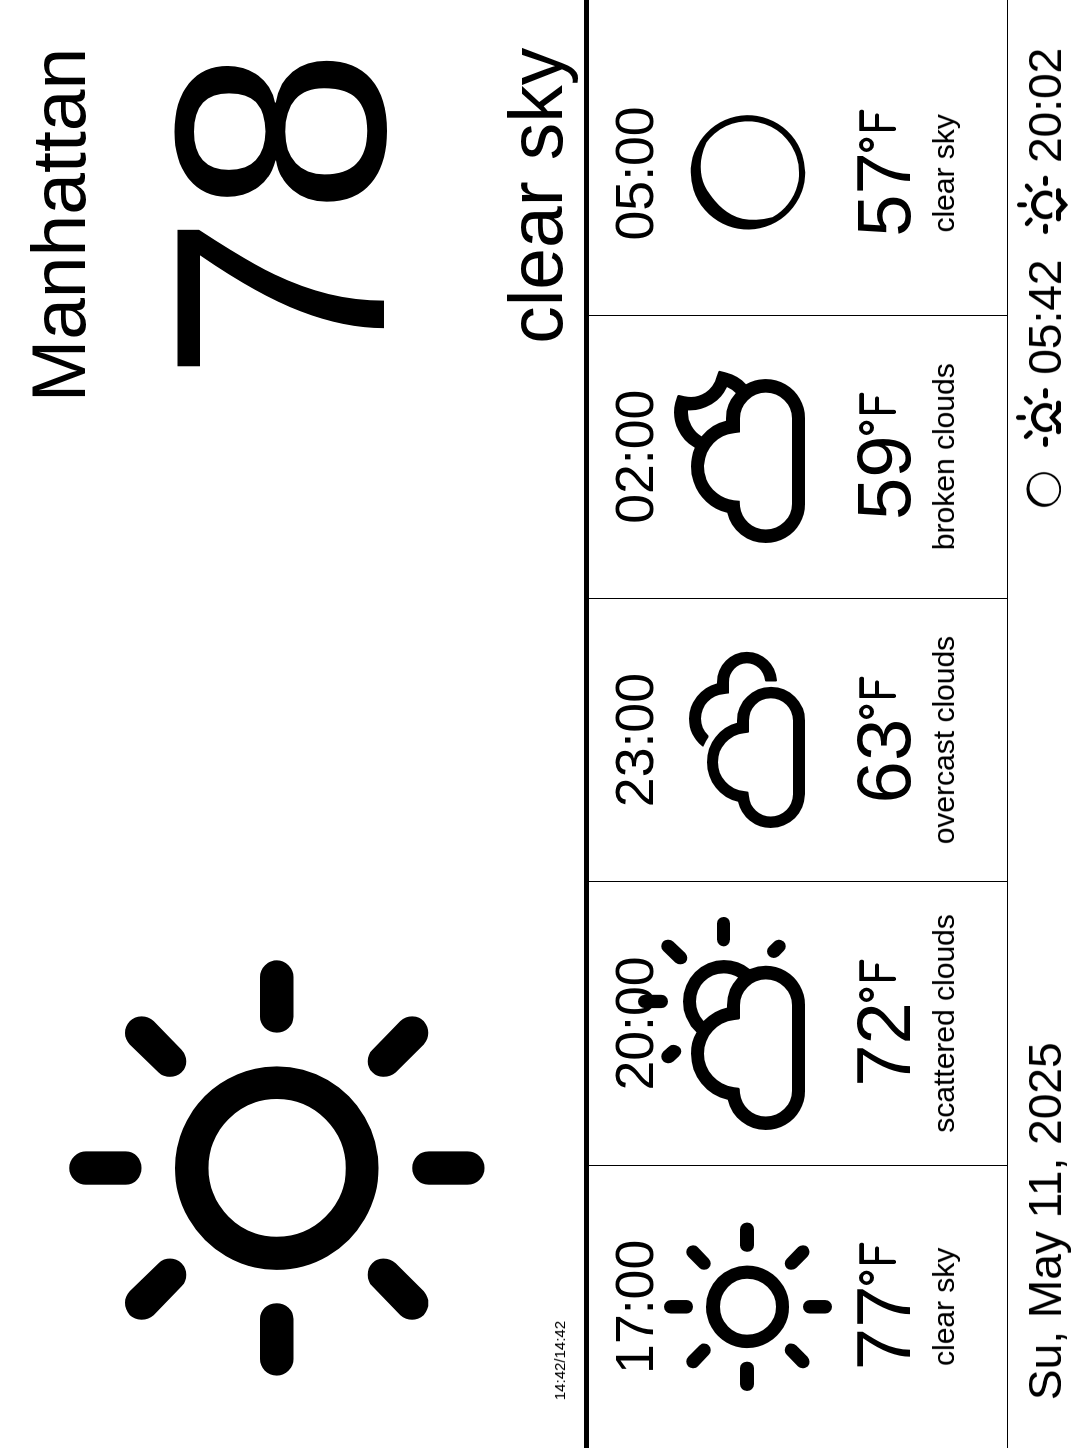 Manhattan
78
clear sky
14:42/14:42
17:00 20:00 23:00 02:00 05:00
77°F 72°F 63°F 59°F 57°F
clear sky scattered clouds overcast clouds broken clouds clear sky
Su, May 11, 2025 05:42 20:02